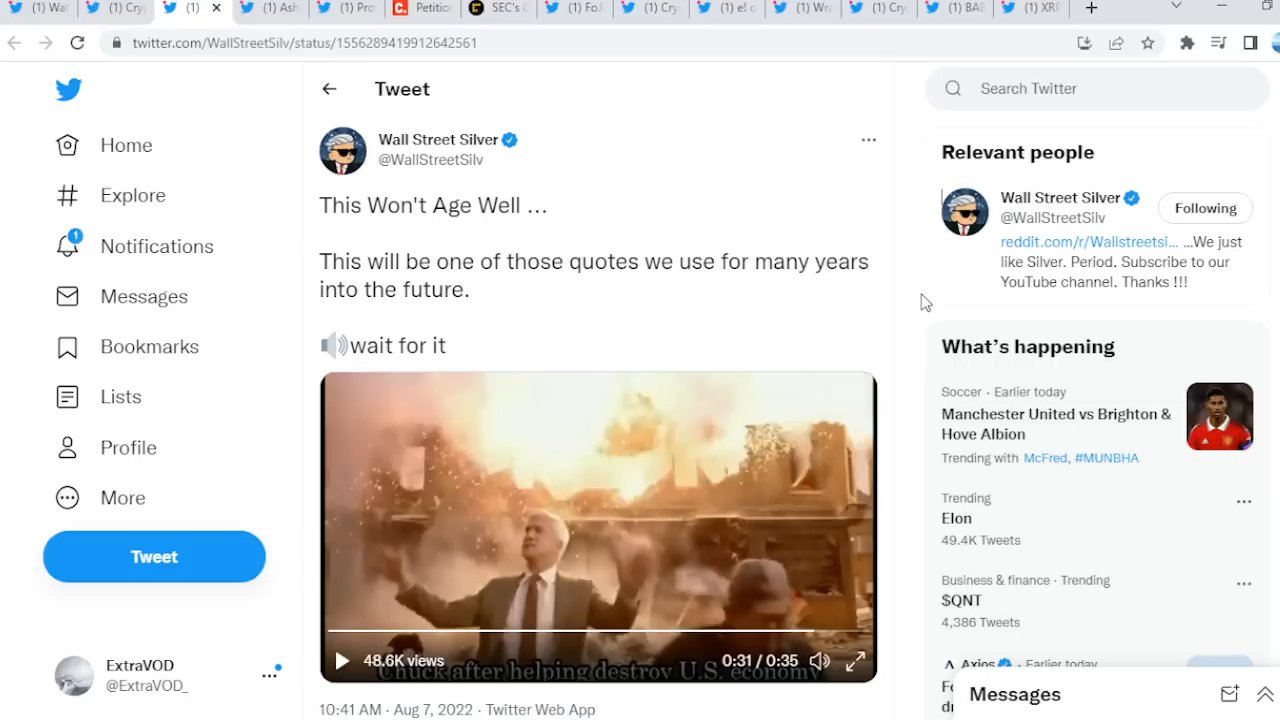 (1) Wal
(1) Cry
(1)
(1) Ash
(1) Pro
Petitio
SEC's C
(1) FoJ
(1) Cry
(1) e! o
(1) Wra
(1) Cry
(1) BAE
(1) XRF
twitter.com/WallStreetSilv/status/1556289419912642561
Home
Explore
1
Notifications
Messages
Bookmarks
Lists
Profile
More
Tweet
ExtraVOD
@ExtraVOD_
Tweet
Wall Street Silver
@WallStreetSilv
This Won't Age Well ...
This will be one of those quotes we use for many years
into the future.
wait for it
48.6K views
0:31 / 0:35
Chuck after helping destroy U.S. economy
10:41 AM · Aug 7, 2022 · Twitter Web App
Search Twitter
Relevant people
Wall Street Silver
@WallStreetSilv
Following
reddit.com/r/Wallstreetsi... ...We just
like Silver. Period. Subscribe to our
YouTube channel. Thanks !!!
What's happening
Soccer · Earlier today
Manchester United vs Brighton &
Hove Albion
Trending with McFred, #MUNBHA
Trending
Elon
49.4K Tweets
Business & finance · Trending
$QNT
4,386 Tweets
Axios · Earlier today
Messages